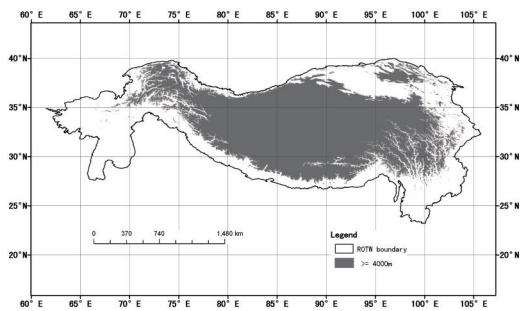 60° E 65° E 70° E 75° E 80° E 85° E 90° E 95° E 100° E 105° E
40°N 40°N
35°N 35°N
30°N 30°N
25°N 25°N
20°N 20°N
0 370 740 1,480 km
Legend
ROTW boundary
>= 4000m
60° E 65° E 70° E 75° E 80° E 85° E 90° E 95° E 100° E 105° E